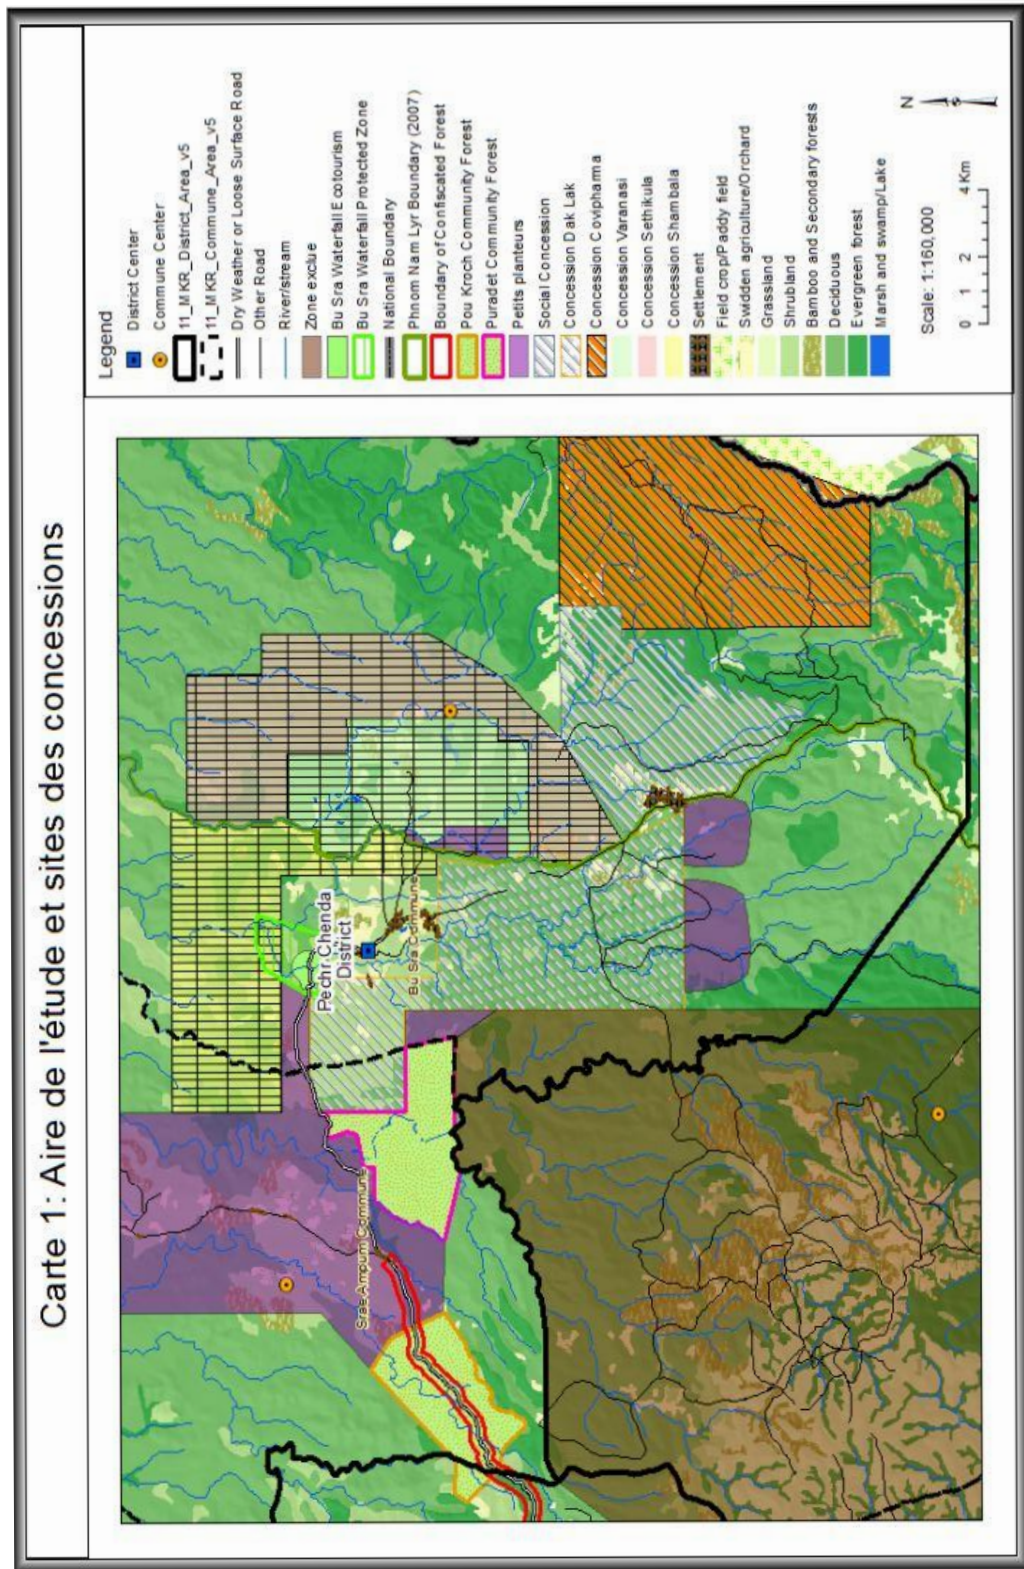 Carte 1: Aire de l'étude et sites des concessions
Pechr Chenda
District
Bu Sra Commune
Srae Ampum Commune
Legend
District Center
Commune Center
11_MKR_District_Area_v5
11_MKR_Commune_Area_v5
Dry Weather or Loose Surface Road
Other Road
River/stream
Zone exclue
Bu Sra Waterfall Ecotourism
Bu Sra Waterfall Protected Zone
National Boundary
Phnom Nam Lyr Boundary (2007)
Boundary of Confiscated Forest
Pou Kroch Community Forest
Puradet Community Forest
Petits planteurs
Social Concession
Concession Dak Lak
Concession Covipharma
Concession Varanasi
Concession Sethikula
Concession Shambala
Settlement
Field crop/Paddy field
Swidden agriculture/Orchard
Grassland
Shrubland
Bamboo and Secondary forests
Deciduous
Evergreen forest
Marsh and swamp/Lake
Scale: 1:160,000
0 1 2 4 Km
N